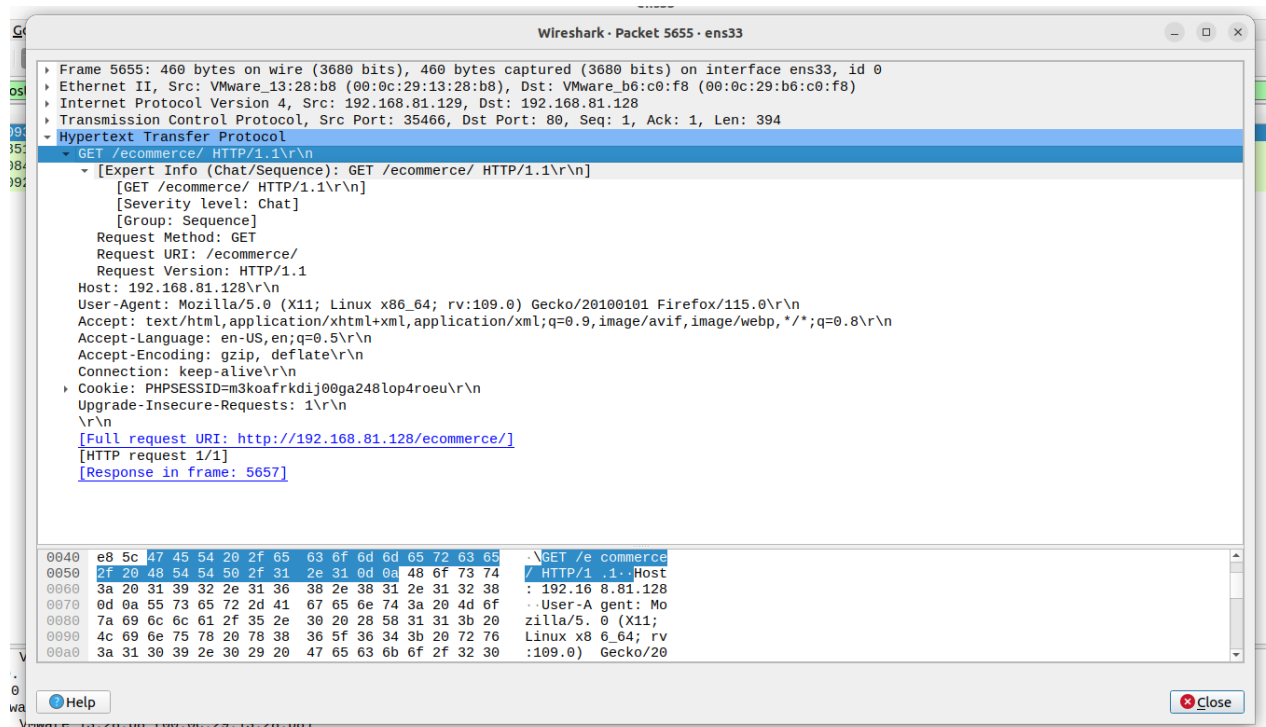 Wireshark · Packet 5655 · ens33
Frame 5655: 460 bytes on wire (3680 bits), 460 bytes captured (3680 bits) on interface ens33, id 0
Ethernet II, Src: VMware_13:28:b8 (00:0c:29:13:28:b8), Dst: VMware_b6:c0:f8 (00:0c:29:b6:c0:f8)
Internet Protocol Version 4, Src: 192.168.81.129, Dst: 192.168.81.128
Transmission Control Protocol, Src Port: 35466, Dst Port: 80, Seq: 1, Ack: 1, Len: 394
Hypertext Transfer Protocol
GET /ecommerce/ HTTP/1.1\r\n
[Expert Info (Chat/Sequence): GET /ecommerce/ HTTP/1.1\r\n]
[GET /ecommerce/ HTTP/1.1\r\n]
[Severity level: Chat]
[Group: Sequence]
Request Method: GET
Request URI: /ecommerce/
Request Version: HTTP/1.1
Host: 192.168.81.128\r\n
User-Agent: Mozilla/5.0 (X11; Linux x86_64; rv:109.0) Gecko/20100101 Firefox/115.0\r\n
Accept: text/html,application/xhtml+xml,application/xml;q=0.9,image/avif,image/webp,*/*;q=0.8\r\n
Accept-Language: en-US,en;q=0.5\r\n
Accept-Encoding: gzip, deflate\r\n
Connection: keep-alive\r\n
Cookie: PHPSESSID=m3koafrkdij00ga248lop4roeu\r\n
Upgrade-Insecure-Requests: 1\r\n
\r\n
[Full request URI: http://192.168.81.128/ecommerce/]
[HTTP request 1/1]
[Response in frame: 5657]
0040 e8 5c 47 45 54 20 2f 65 63 6f 6d 6d 65 72 63 65 ·\GET /e commerce
0050 2f 20 48 54 54 50 2f 31 2e 31 0d 0a 48 6f 73 74 / HTTP/1 .1··Host
0060 3a 20 31 39 32 2e 31 36 38 2e 38 31 2e 31 32 38 : 192.16 8.81.128
0070 0d 0a 55 73 65 72 2d 41 67 65 6e 74 3a 20 4d 6f ··User-A gent: Mo
0080 7a 69 6c 6c 61 2f 35 2e 30 20 28 58 31 31 3b 20 zilla/5. 0 (X11;
0090 4c 69 6e 75 78 20 78 38 36 5f 36 34 3b 20 72 76 Linux x8 6_64; rv
00a0 3a 31 30 39 2e 30 29 20 47 65 63 6b 6f 2f 32 30 :109.0) Gecko/20
Help
Close